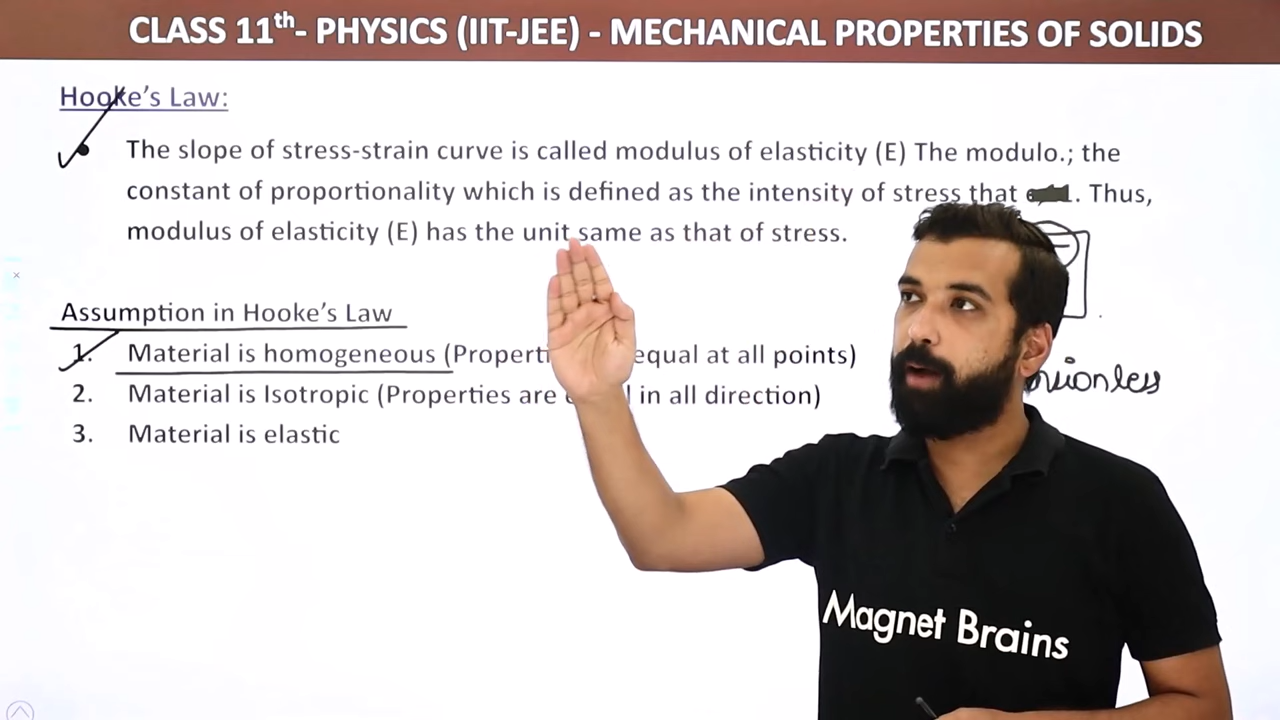 CLASS 11th- PHYSICS (IIT-JEE) - MECHANICAL PROPERTIES OF SOLIDS
Hooke's Law:
The slope of stress-strain curve is called modulus of elasticity (E) The modulo.; the
constant of proportionality which is defined as the intensity of stress that . Thus,
modulus of elasticity (E) has the unit same as that of stress.
Assumption in Hooke's Law
1. Material is homogeneous (Properti equal at all points)
2. Material is Isotropic (Properties are in all direction)
3. Material is elastic
nsionless
Magnet Brains